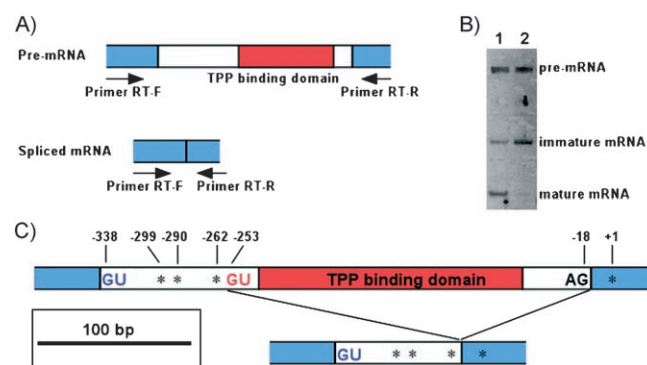 A)
Pre-mRNA
TPP binding domain
Primer RT-F
Primer RT-R
Spliced mRNA
Primer RT-F
Primer RT-R
B)
1 2
pre-mRNA
immature mRNA
mature mRNA
C)
-338 -299 -290 -262 -253 -18 +1
GU * * * GU TPP binding domain AG *
100 bp
GU * * * *